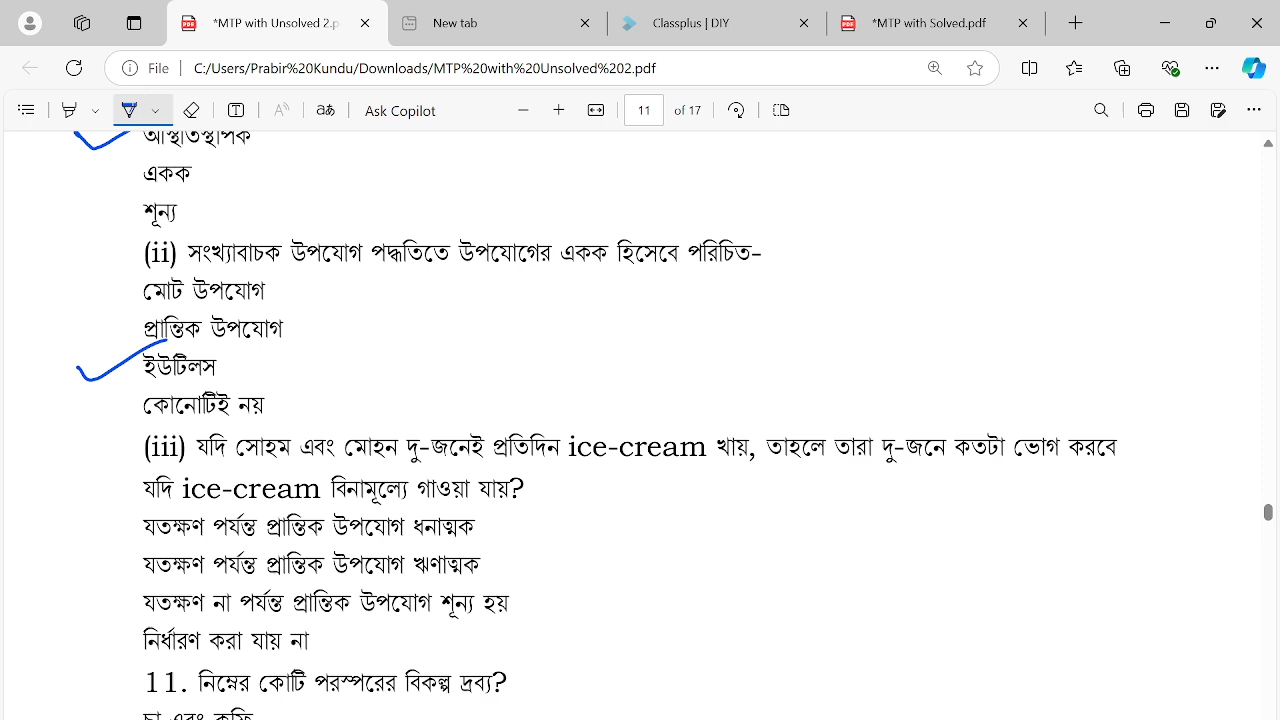 *MTP with Unsolved 2.p
New tab
Classplus | DIY
*MTP with Solved.pdf
File
C:/Users/Prabir%20Kundu/Downloads/MTP%20with%20Unsolved%202.pdf
Ask Copilot
11 of 17
একক
শূন্য
(ii) সংখ্যাবাচক উপযোগ পদ্ধতিতে উপযোগের একক হিসেবে পরিচিত-
মোট উপযোগ
প্রান্তিক উপযোগ
ইউটিলস
কোনোটিই নয়
(iii) যদি সোহম এবং মোহন দু-জনেই প্রতিদিন ice-cream খায়, তাহলে তারা দু-জনে কতটা ভোগ করবে
যদি ice-cream বিনামূল্যে গাওয়া যায়?
যতক্ষণ পর্যন্ত প্রান্তিক উপযোগ ধনাত্মক
যতক্ষণ পর্যন্ত প্রান্তিক উপযোগ ঋণাত্মক
যতক্ষণ না পর্যন্ত প্রান্তিক উপযোগ শূন্য হয়
নির্ধারণ করা যায় না
11. নিম্নের কোটি পরস্পরের বিকল্প দ্রব্য?
চা এবং কফি